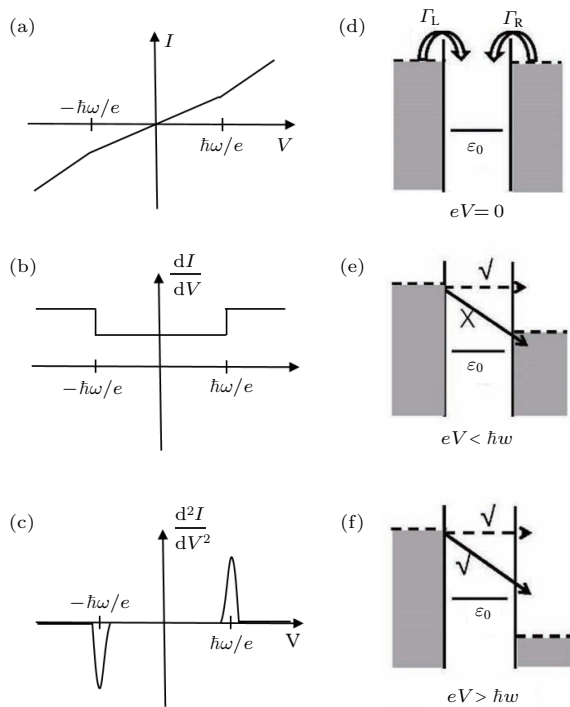 (a)
I
−ℏω/e
ℏω/e
V
(b)
dI
dV
−ℏω/e
ℏω/e
(c)
d²I
dV²
−ℏω/e
ℏω/e
V
(d)
Γ_L
Γ_R
ε₀
eV = 0
(e)
√
X
ε₀
eV < ℏw
(f)
√
√
ε₀
eV > ℏw